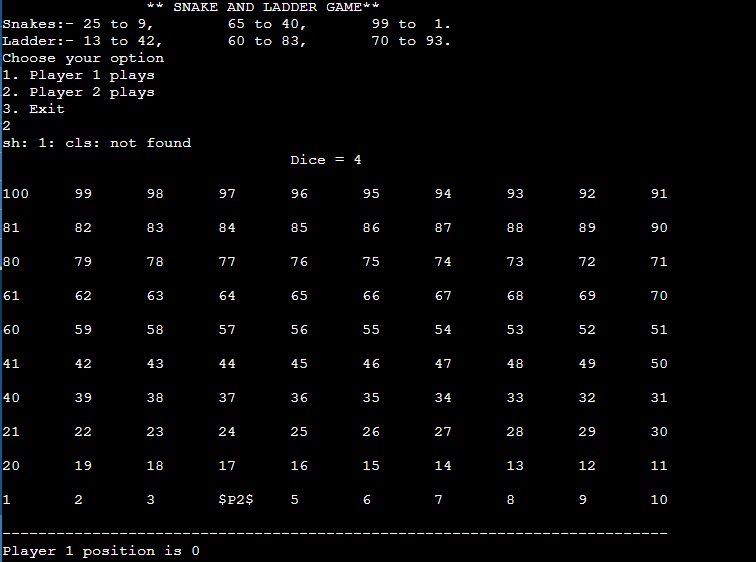 ** SNAKE AND LADDER GAME**
Snakes:- 25 to 9, 65 to 40, 99 to 1.
Ladder:- 13 to 42, 60 to 83, 70 to 93.
Choose your option
1. Player 1 plays
2. Player 2 plays
3. Exit
2
sh: 1: cls: not found
Dice = 4
100 99 98 97 96 95 94 93 92 91
81 82 83 84 85 86 87 88 89 90
80 79 78 77 76 75 74 73 72 71
61 62 63 64 65 66 67 68 69 70
60 59 58 57 56 55 54 53 52 51
41 42 43 44 45 46 47 48 49 50
40 39 38 37 36 35 34 33 32 31
21 22 23 24 25 26 27 28 29 30
20 19 18 17 16 15 14 13 12 11
1 2 3 $P2$ 5 6 7 8 9 10
--------------------------------------------------------------------------
Player 1 position is 0